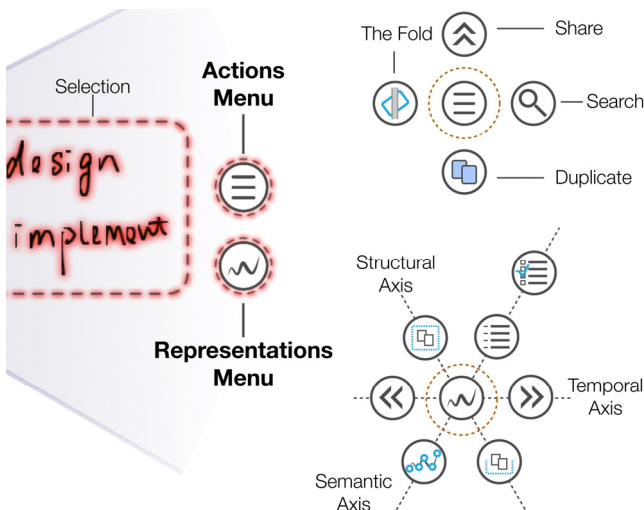 The Fold
Share
Search
Duplicate
Selection
Actions
Menu
design
implement
Representations
Menu
Structural
Axis
Temporal
Axis
Semantic
Axis